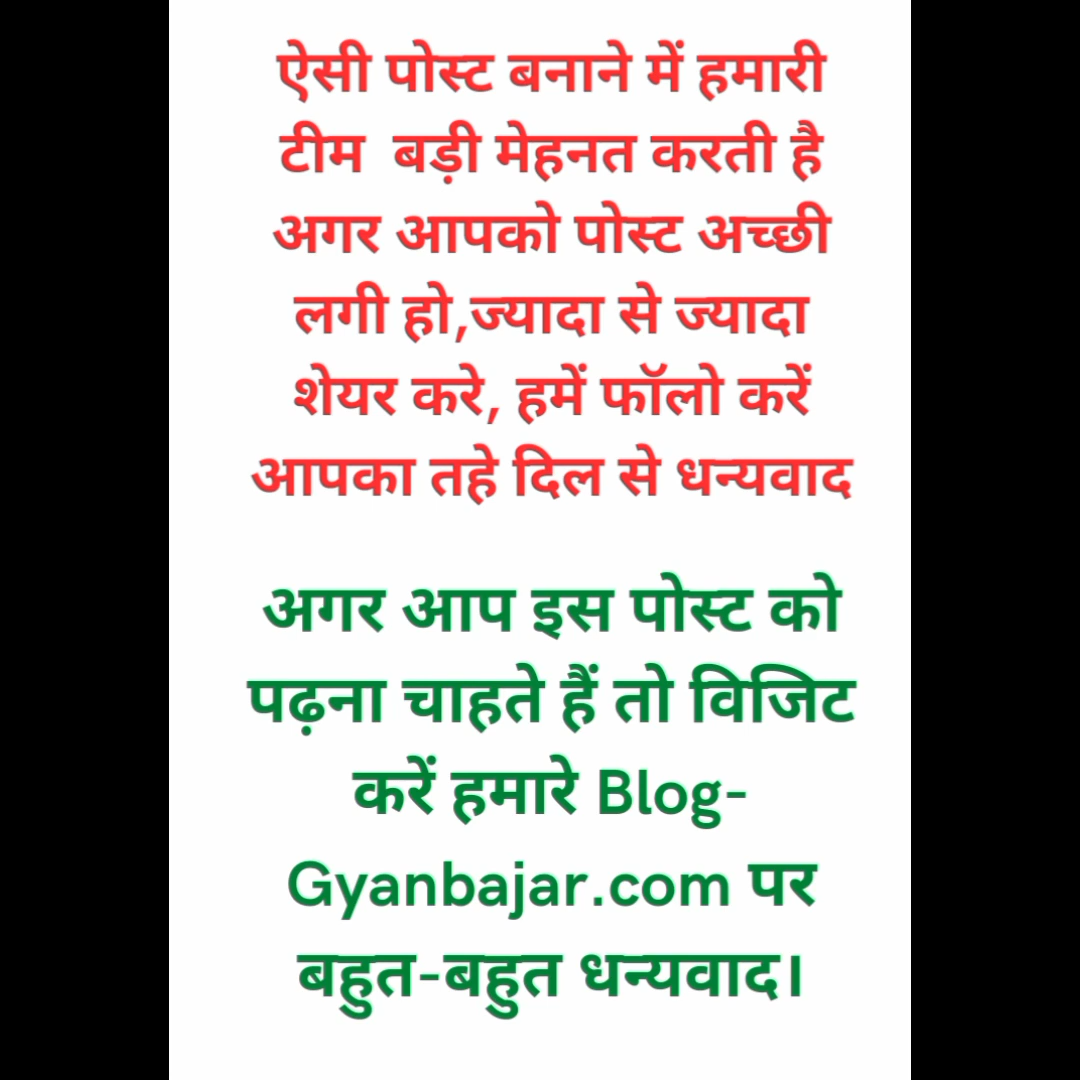 ऐसी पोस्ट बनाने में हमारी
टीम बड़ी मेहनत करती है
अगर आपको पोस्ट अच्छी
लगी हो,ज्यादा से ज्यादा
शेयर करे, हमें फॉलो करें
आपका तहे दिल से धन्यवाद
अगर आप इस पोस्ट को
पढ़ना चाहते हैं तो विजिट
करें हमारे Blog-
Gyanbajar.com पर
बहुत-बहुत धन्यवाद।